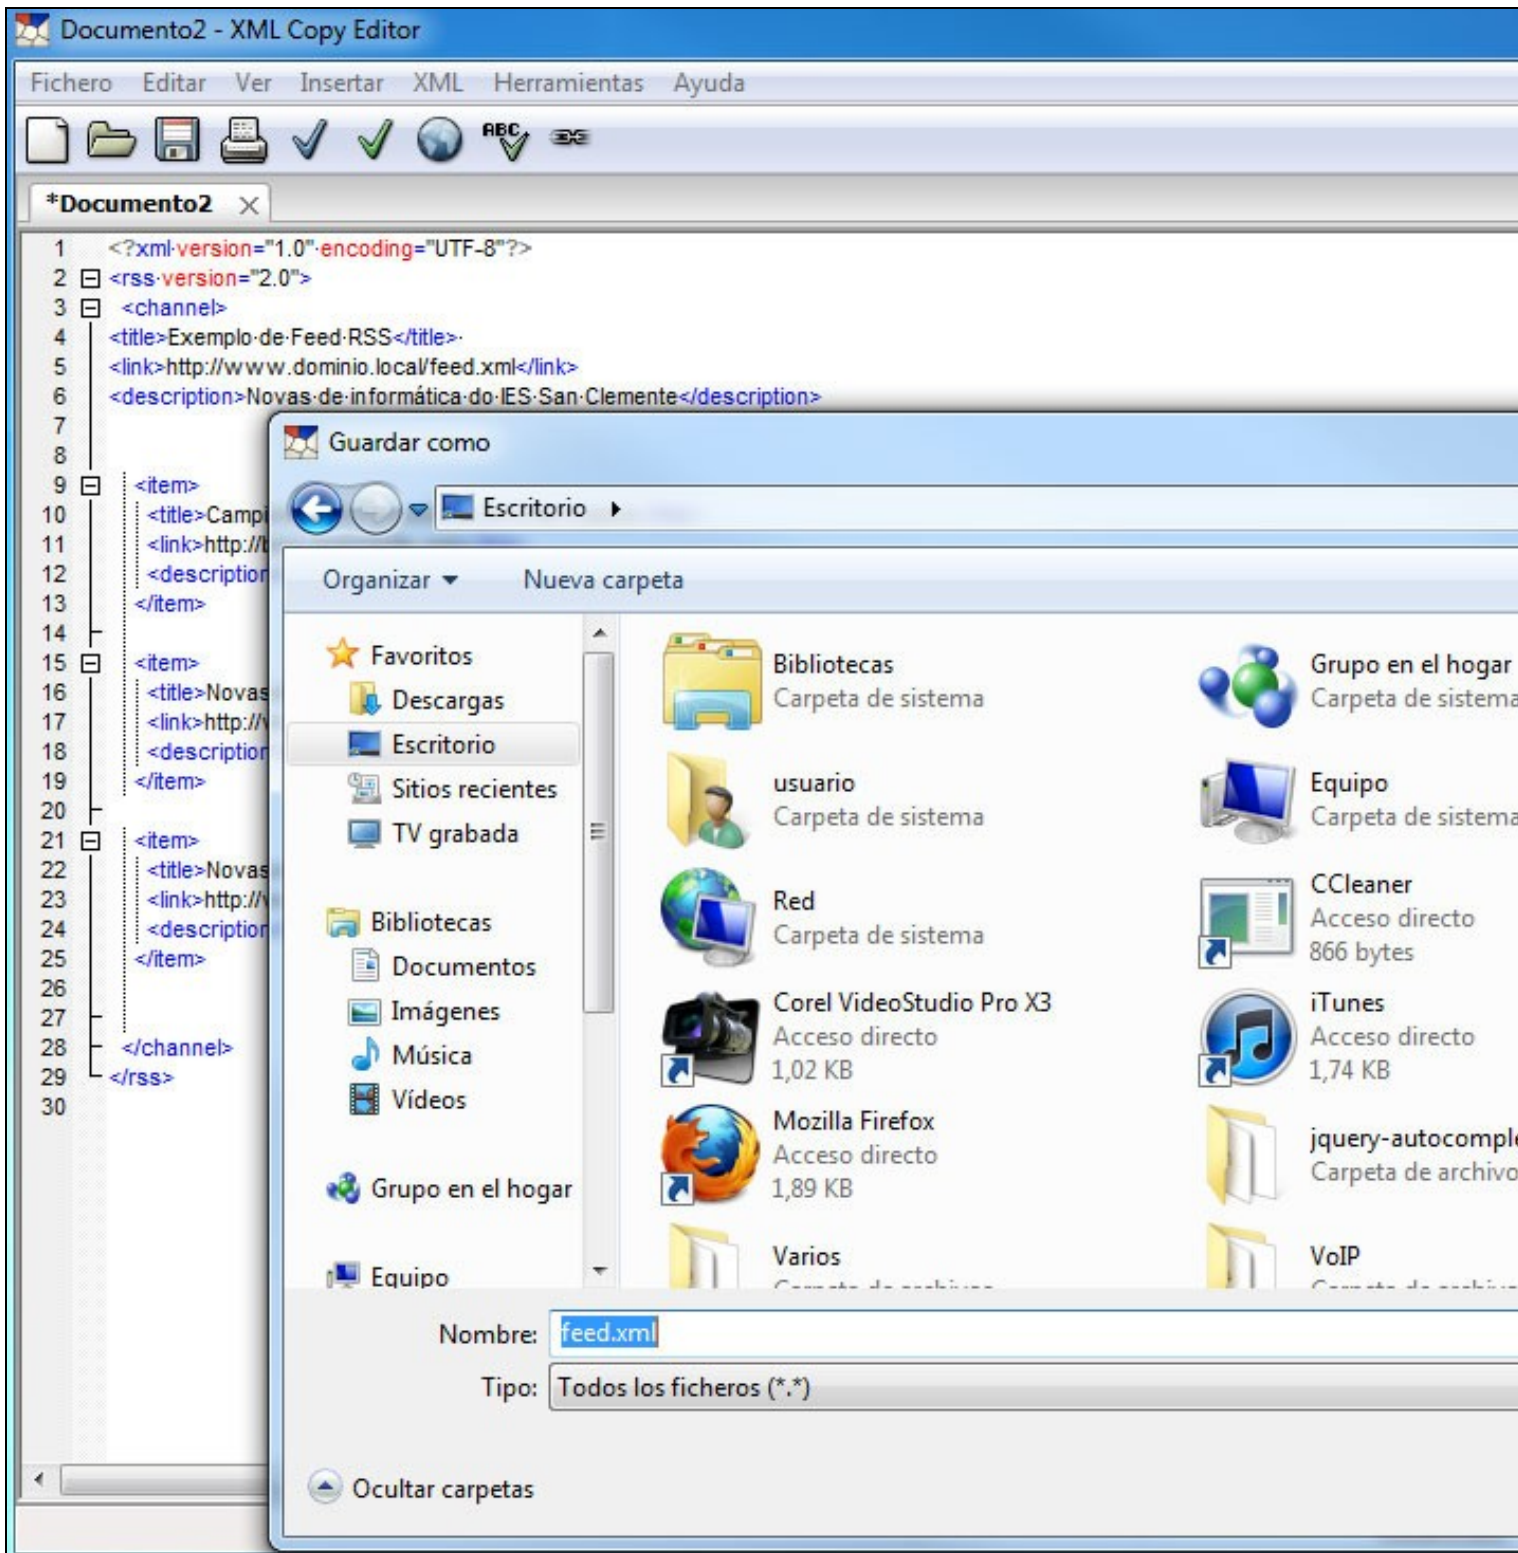 Documento2 - XML Copy Editor
Fichero Editar Ver Insertar XML Herramientas Ayuda
ABC
*Documento2
1 <?xml·version="1.0"·encoding="UTF-8"?>
2 <rss·version="2.0">
3 <channel>
4 <title>Exemplo·de·Feed·RSS</title>·
5 <link>http://www.dominio.local/feed.xml</link>
6 <description>Novas·de·informática·do·IES·San·Clemente</description>
7
8
9 <item>
10 <title>Campi
11 <link>http://b
12 <description
13 </item>
14
15 <item>
16 <title>Novas
17 <link>http://v
18 <description
19 </item>
20
21 <item>
22 <title>Novas
23 <link>http://v
24 <description
25 </item>
26
27
28 </channel>
29 </rss>
30
Guardar como
Escritorio
Organizar Nueva carpeta
Favoritos
Descargas
Escritorio
Sitios recientes
TV grabada
Bibliotecas
Documentos
Imágenes
Música
Vídeos
Grupo en el hogar
Equipo
Bibliotecas
Carpeta de sistema
Grupo en el hogar
Carpeta de sistema
usuario
Carpeta de sistema
Equipo
Carpeta de sistema
Red
Carpeta de sistema
CCleaner
Acceso directo
866 bytes
Corel VideoStudio Pro X3
Acceso directo
1,02 KB
iTunes
Acceso directo
1,74 KB
Mozilla Firefox
Acceso directo
1,89 KB
jquery-autocomple
Carpeta de archivo
Varios
Carpeta de archivos
VoIP
Carpeta de archivos
Nombre: feed.xml
Tipo: Todos los ficheros (*.*)
Ocultar carpetas